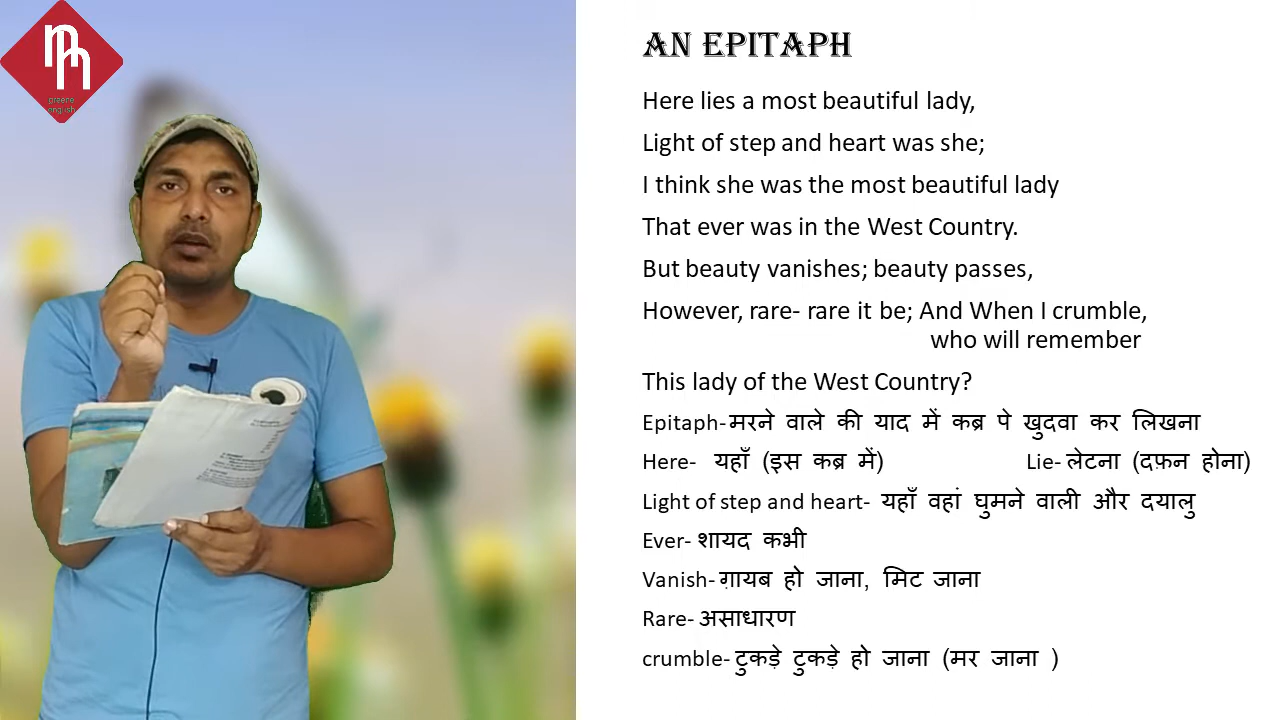 greene
english
AN EPITAPH
Here lies a most beautiful lady,
Light of step and heart was she;
I think she was the most beautiful lady
That ever was in the West Country.
But beauty vanishes; beauty passes,
However, rare- rare it be; And When I crumble,
who will remember
This lady of the West Country?
Epitaph-मरने वाले की याद में कब्र पे खुदवा कर लिखना
Here- यहाँ (इस कब्र में) Lie- लेटना (दफ़न होना)
Light of step and heart- यहाँ वहां घुमने वाली और दयालु
Ever- शायद कभी
Vanish- ग़ायब हो जाना, मिट जाना
Rare- असाधारण
crumble- टुकड़े टुकड़े हो जाना (मर जाना )